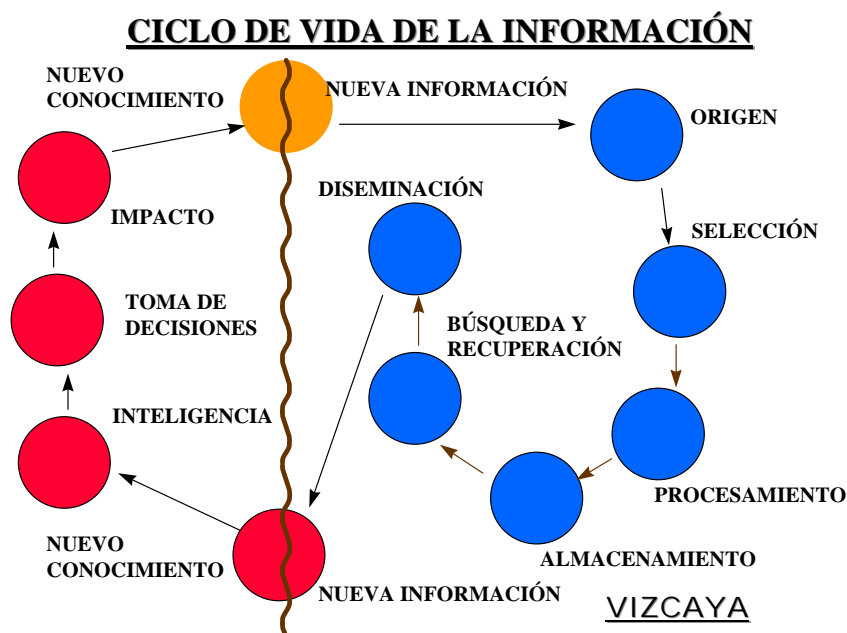 CICLO DE VIDA DE LA INFORMACIÓN
NUEVO
CONOCIMIENTO
NUEVA INFORMACIÓN
ORIGEN
DISEMINACIÓN
IMPACTO
SELECCIÓN
TOMA DE
DECISIONES
BÚSQUEDA Y
RECUPERACIÓN
INTELIGENCIA
PROCESAMIENTO
NUEVO
CONOCIMIENTO
ALMACENAMIENTO
NUEVA INFORMACIÓN
VIZCAYA